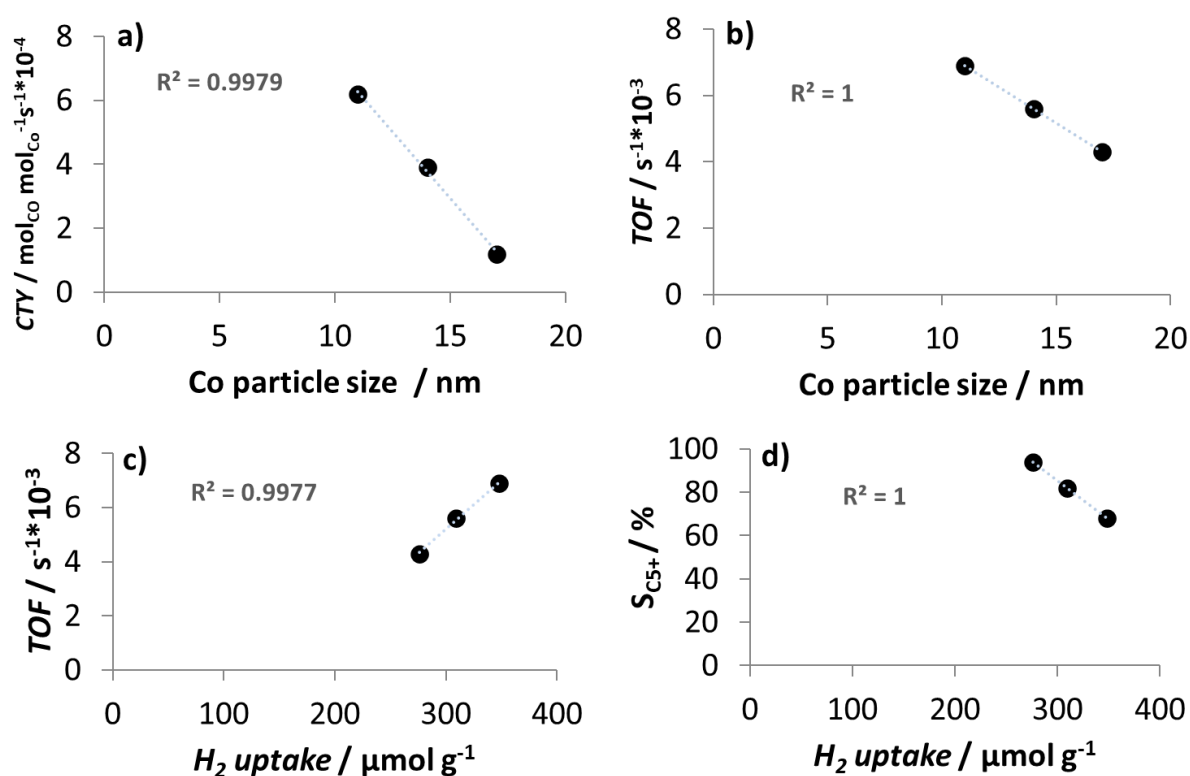 a)
R² = 0.9979
CTY / mol_CO mol_Co⁻¹s⁻¹*10⁻⁴
8
6
4
2
0
0 5 10 15 20
Co particle size / nm
b)
R² = 1
TOF / s⁻¹*10⁻³
8
6
4
2
0
0 5 10 15 20
Co particle size / nm
c)
R² = 0.9977
TOF / s⁻¹*10⁻³
8
6
4
2
0
0 100 200 300 400
H₂ uptake / μmol g⁻¹
d)
R² = 1
S_C5+ / %
100
80
60
40
20
0
0 100 200 300 400
H₂ uptake / μmol g⁻¹